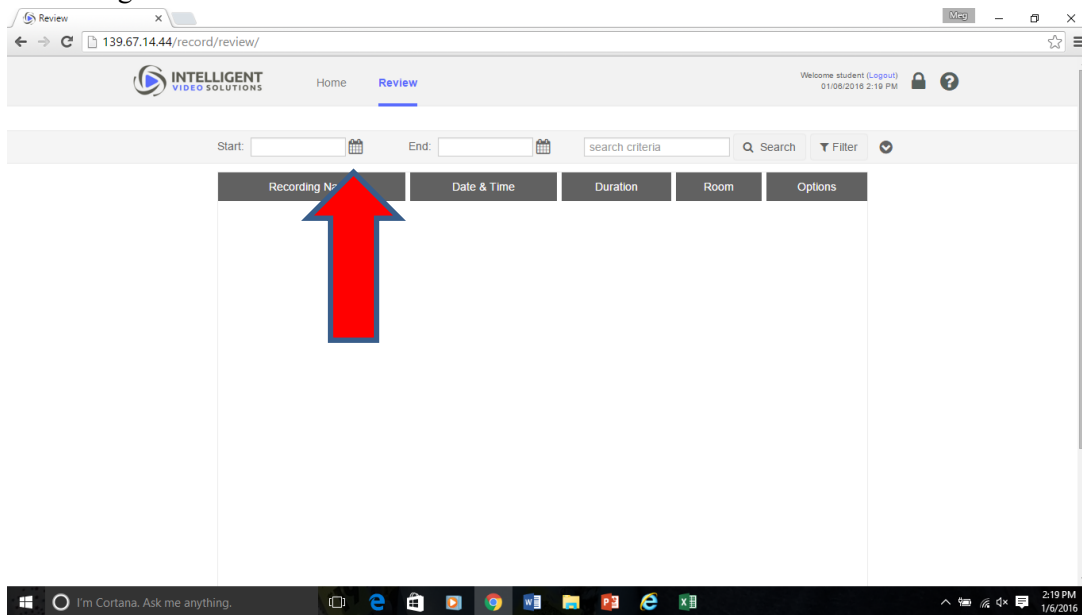 Review
Meg
139.67.14.44/record/review/
INTELLIGENT
VIDEO SOLUTIONS
Home
Review
Welcome student (Logout)
01/06/2016 2:19 PM
Start:
End:
search criteria
Search
Filter
Date & Time
Duration
Room
Options
I'm Cortana. Ask me anything.
2:19 PM
1/6/2016